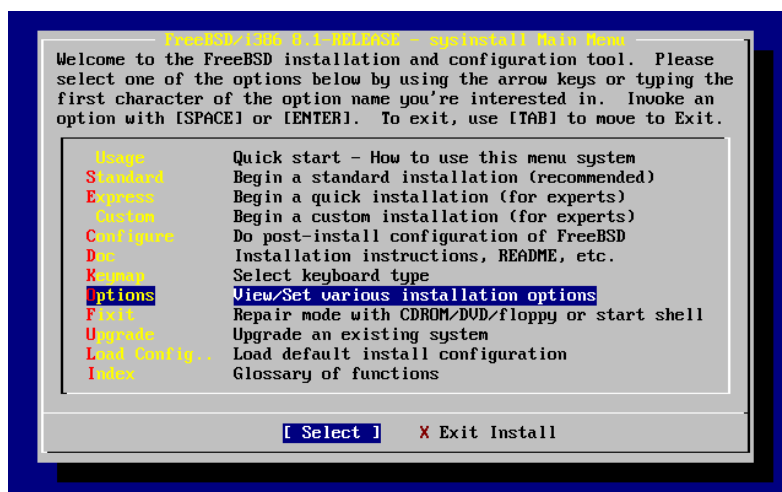 FreeBSD/i386 8.1-RELEASE - sysinstall Main Menu
Welcome to the FreeBSD installation and configuration tool.  Please
select one of the options below by using the arrow keys or typing the
first character of the option name you're interested in.  Invoke an
option with [SPACE] or [ENTER].  To exit, use [TAB] to move to Exit.
Usage Quick start - How to use this menu system
Standard Begin a standard installation (recommended)
Express Begin a quick installation (for experts)
Custom Begin a custom installation (for experts)
Configure Do post-install configuration of FreeBSD
Doc Installation instructions, README, etc.
Keymap Select keyboard type
Options View/Set various installation options
Fixit Repair mode with CDROM/DVD/floppy or start shell
Upgrade Upgrade an existing system
Load Config.. Load default install configuration
Index Glossary of functions
[ Select ] X Exit Install